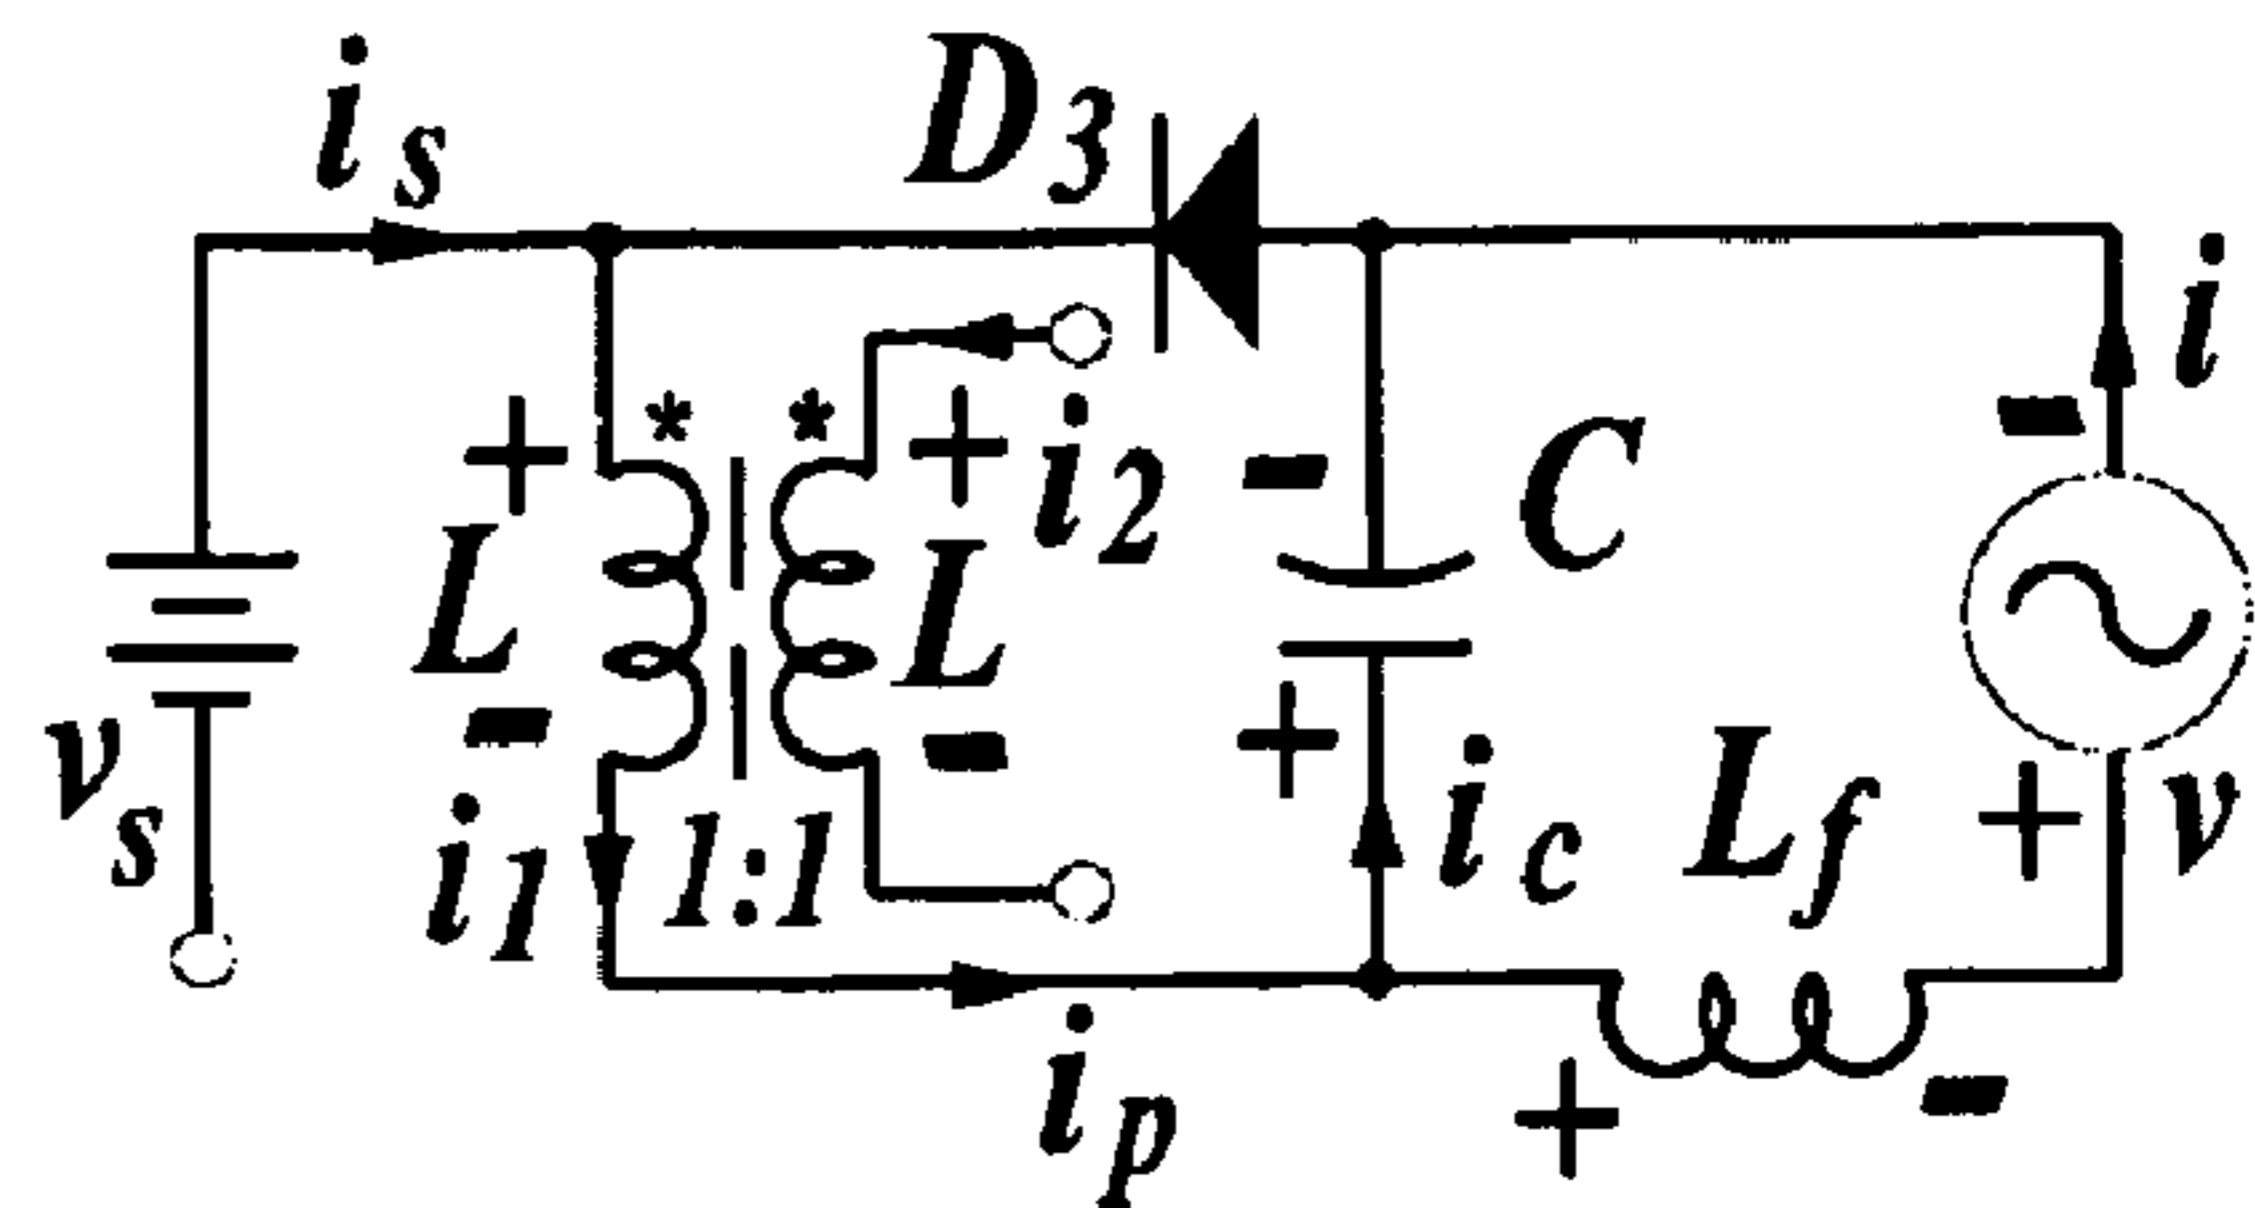 i_s
D_3
i
+ * * + i_2 - C -
L L
v_s - - + i_c L_f + v
i_1 1:1
i_p + -